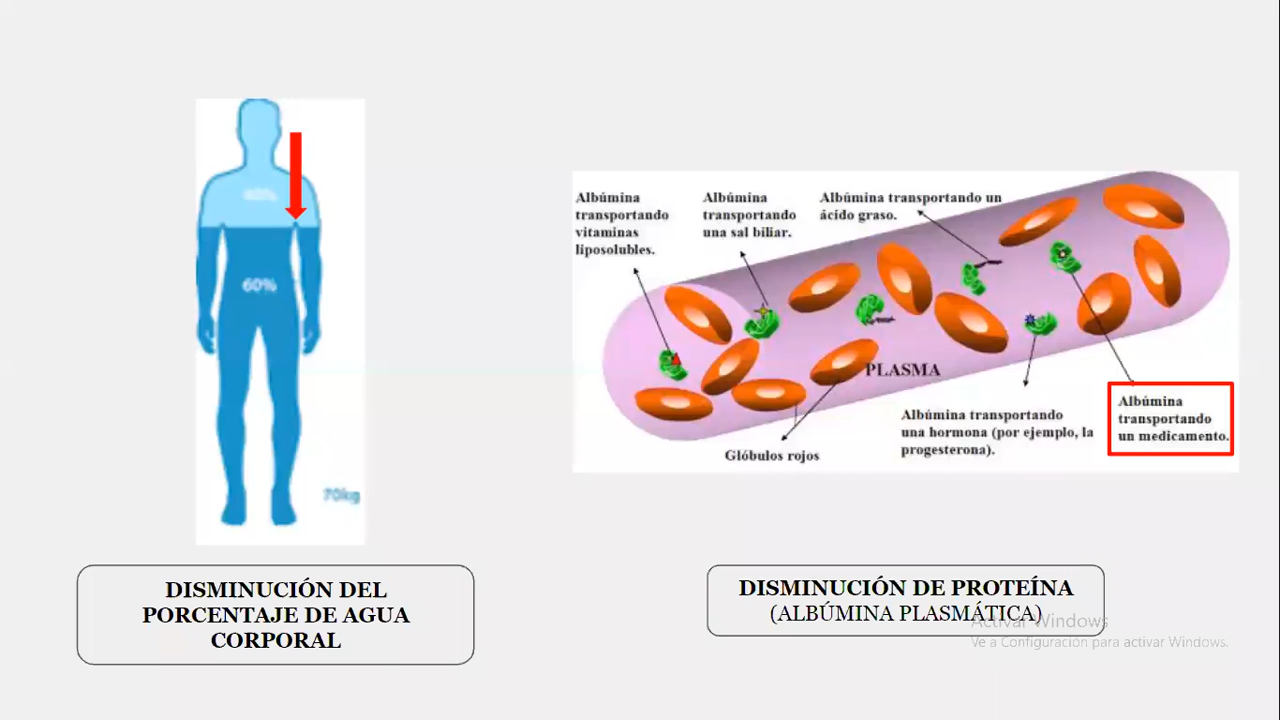 60%
70kg
DISMINUCIÓN DEL
PORCENTAJE DE AGUA
CORPORAL
Albúmina
transportando
vitaminas
liposolubles.
Albúmina
transportando
una sal biliar.
Albúmina transportando un
ácido graso.
PLASMA
Glóbulos rojos
Albúmina transportando
una hormona (por ejemplo, la
progesterona).
Albúmina
transportando
un medicamento.
DISMINUCIÓN DE PROTEÍNA
(ALBÚMINA PLASMÁTICA)
Activar Windows
Ve a Configuración para activar Windows.